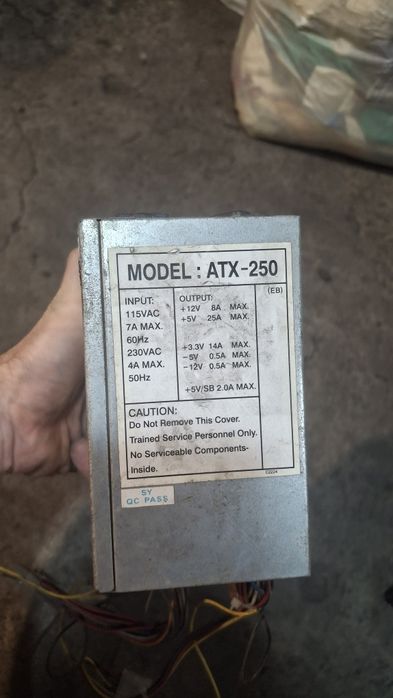 MODEL : ATX-250
INPUT:
115VAC
7A MAX.
60Hz
230VAC
4A MAX.
50Hz
OUTPUT:
+12V 8A MAX.
+5V 25A MAX.
+3.3V 14A MAX.
-5V 0.5A MAX.
-12V 0.5A MAX.
+5V/SB 2.0A MAX.
(EB)
CAUTION:
Do Not Remove This Cover.
Trained Service Personnel Only.
No Serviceable Components-
Inside.
SY
QC PASS